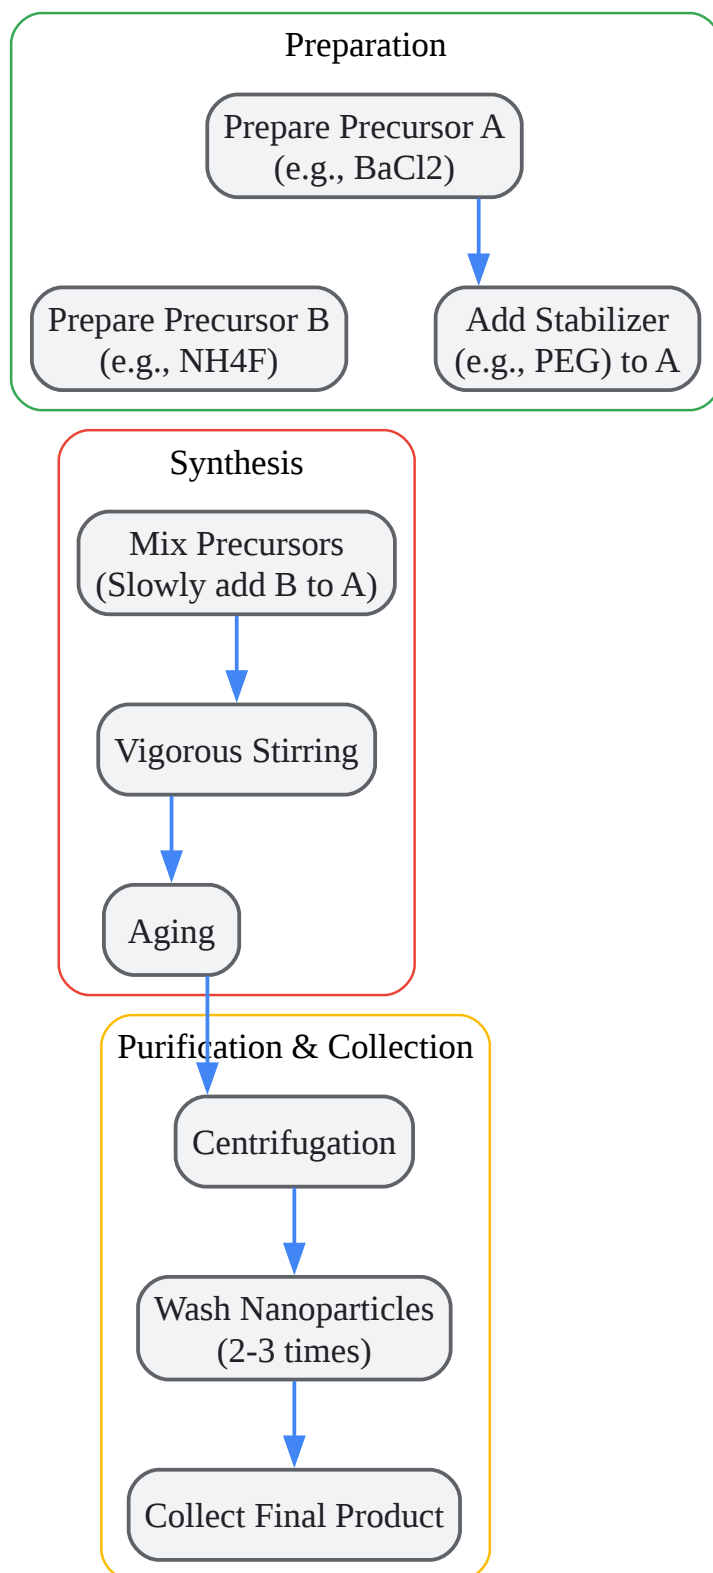 Preparation
Prepare Precursor A
(e.g., BaCl2)
Prepare Precursor B
(e.g., NH4F)
Add Stabilizer
(e.g., PEG) to A
Synthesis
Mix Precursors
(Slowly add B to A)
Vigorous Stirring
Aging
Purification & Collection
Centrifugation
Wash Nanoparticles
(2-3 times)
Collect Final Product